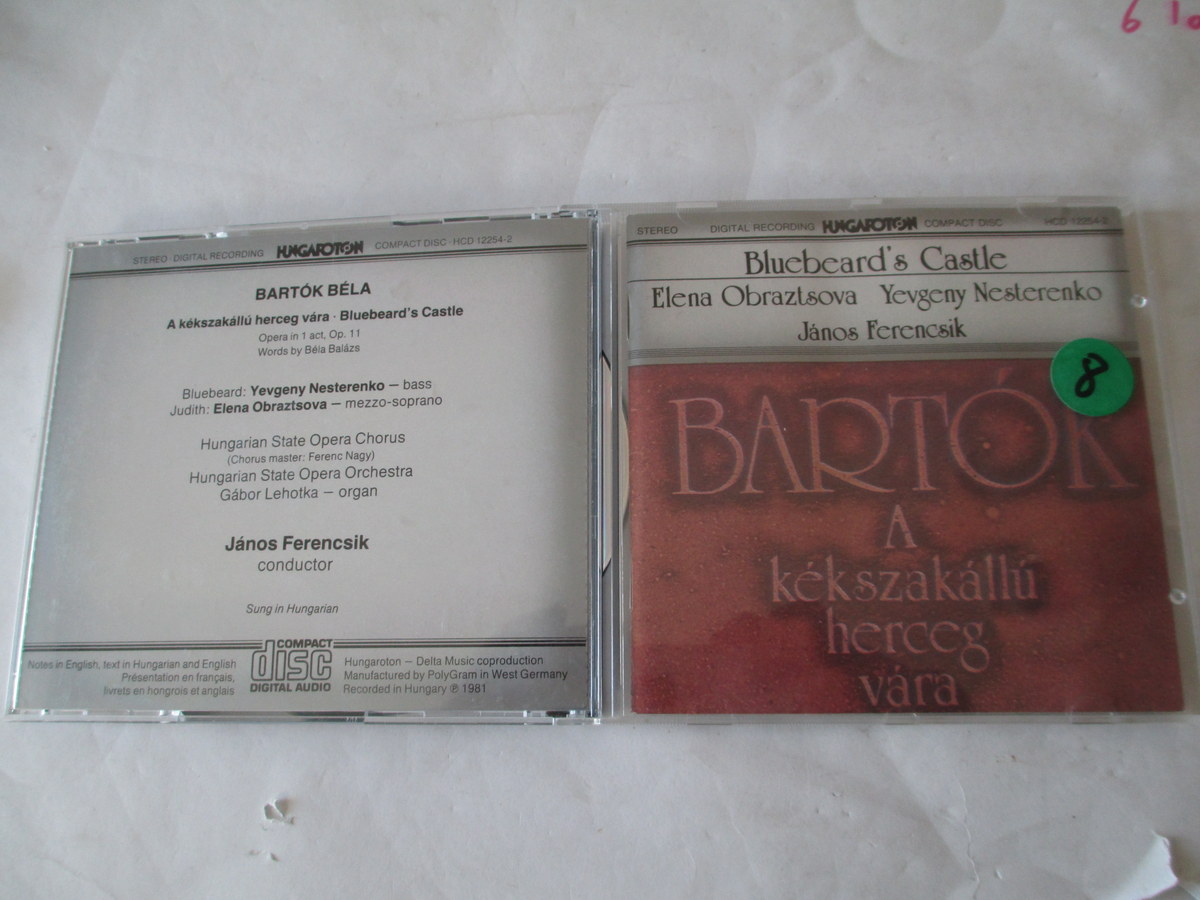 6 1
STEREO · DIGITAL RECORDING HUNGAROTON COMPACT DISC · HCD 12254-2
BARTÓK BÉLA
A kékszakállú herceg vára · Bluebeard's Castle
Opera in 1 act, Op. 11
Words by Béla Balázs
Bluebeard: Yevgeny Nesterenko — bass
Judith: Elena Obraztsova — mezzo-soprano
Hungarian State Opera Chorus
(Chorus master: Ferenc Nagy)
Hungarian State Opera Orchestra
Gábor Lehotka — organ
János Ferencsik
conductor
Sung in Hungarian
Notes in English, text in Hungarian and English
Présentation en français,
livrets en hongrois et anglais
COMPACT
disc
DIGITAL AUDIO
Hungaroton — Delta Music coproduction
Manufactured by PolyGram in West Germany
Recorded in Hungary ℗ 1981
STEREO DIGITAL RECORDING HUNGAROTON COMPACT DISC HCD 12254-2
Bluebeard's Castle
Elena Obraztsova Yevgeny Nesterenko
János Ferencsik
8
BARTÓK
A
kékszakállú
herceg
vára